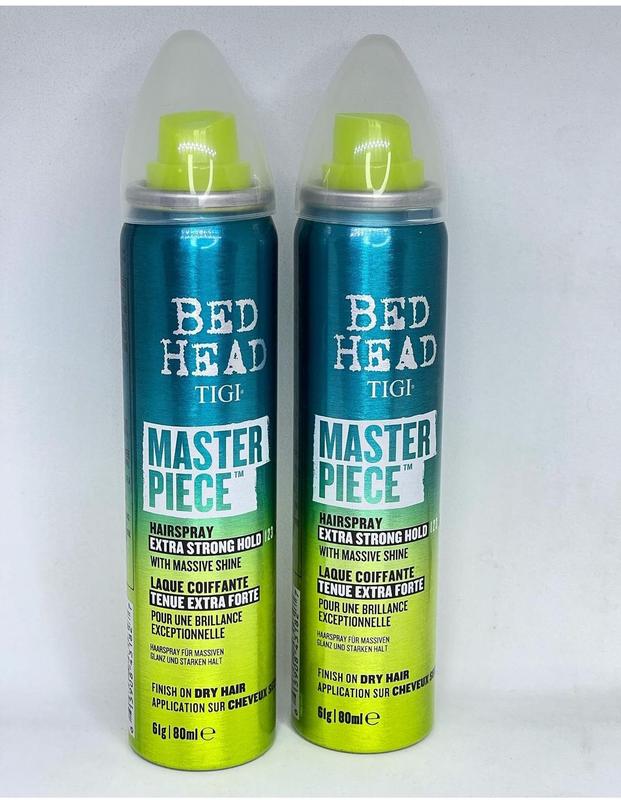 BED
HEAD
TIGI®
MASTER
PIECE™
HAIRSPRAY
EXTRA STRONG HOLD 123
WITH MASSIVE SHINE
LAQUE COIFFANTE
TENUE EXTRA FORTE
POUR UNE BRILLANCE
EXCEPTIONNELLE
HAARSPRAY FÜR MASSIVEN
GLANZ UND STARKEN HALT
FINISH ON DRY HAIR
APPLICATION SUR CHEVEUX
61g | 80ml ℮
BED
HEAD
TIGI®
MASTER
PIECE™
HAIRSPRAY
EXTRA STRONG HOLD
WITH MASSIVE SHINE
LAQUE COIFFANTE
TENUE EXTRA FORTE
POUR UNE BRILLANCE
EXCEPTIONNELLE
HAARSPRAY FÜR MASSIVEN
GLANZ UND STARKEN HALT
FINISH ON DRY HAIR
APPLICATION SUR CHEVEUX
61g | 80ml ℮